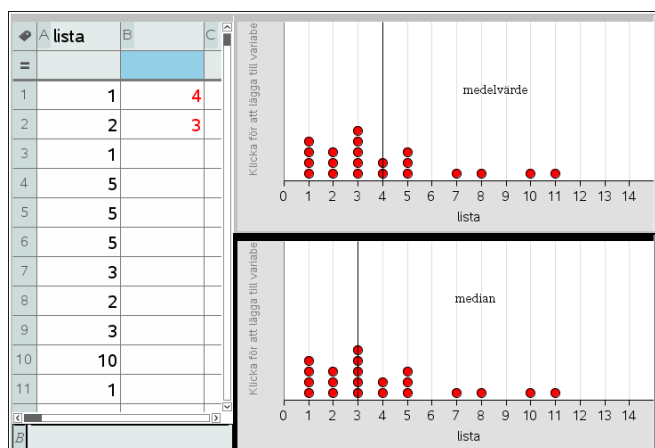 A lista B C
=
1 1 4
2 2 3
3 1
4 5
5 5
6 5
7 3
8 2
9 3
10 10
11 1
B
Klicka för att lägga till variabe
medelvärde
0 1 2 3 4 5 6 7 8 9 10 11 12 13 14
lista
Klicka för att lägga till variabe
median
0 1 2 3 4 5 6 7 8 9 10 11 12 13 14
lista